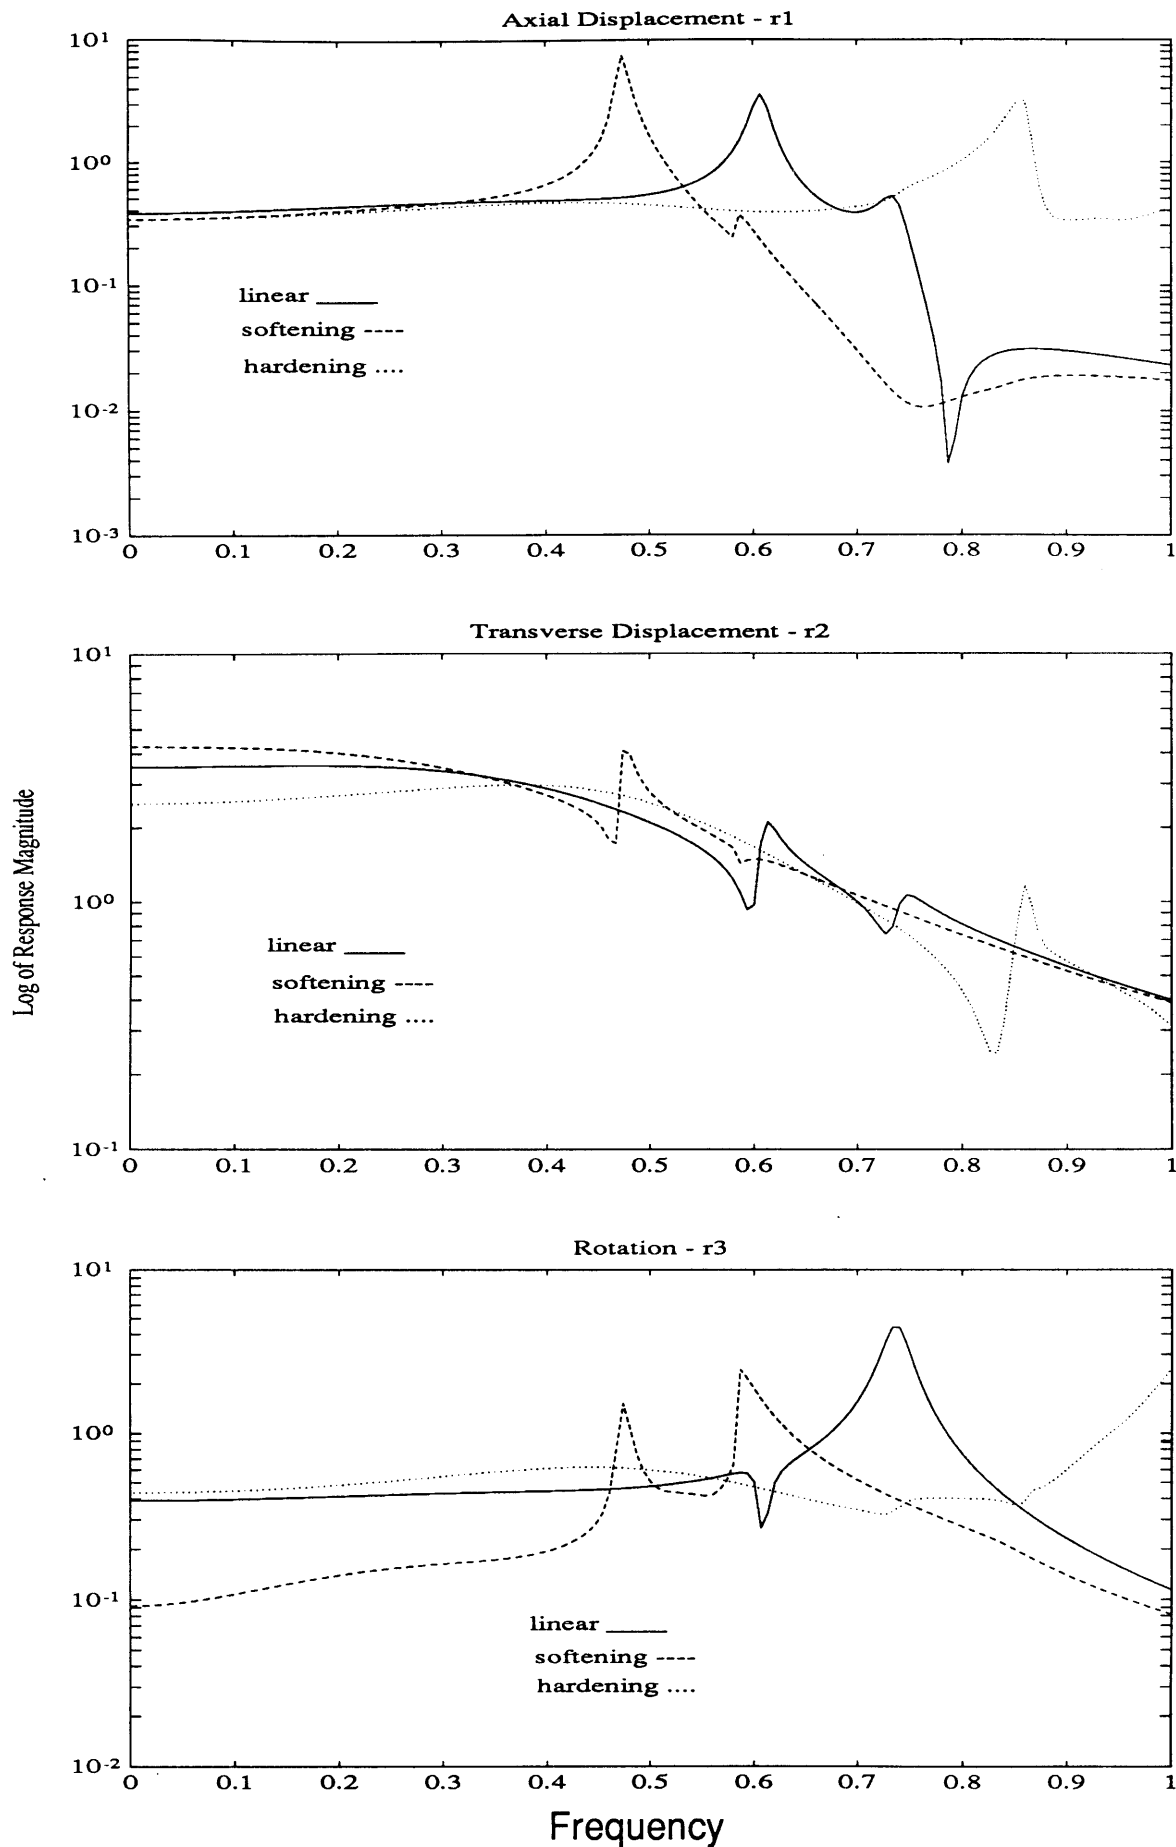 Axial Displacement - r1
10¹
10⁰
10⁻¹
10⁻²
10⁻³
linear ____
softening ----
hardening ....
0 0.1 0.2 0.3 0.4 0.5 0.6 0.7 0.8 0.9 1
Transverse Displacement - r2
Log of Response Magnitude
10¹
10⁰
10⁻¹
linear ____
softening ----
hardening ....
0 0.1 0.2 0.3 0.4 0.5 0.6 0.7 0.8 0.9 1
Rotation - r3
10¹
10⁰
10⁻¹
10⁻²
linear ____
softening ----
hardening ....
0 0.1 0.2 0.3 0.4 0.5 0.6 0.7 0.8 0.9 1
Frequency